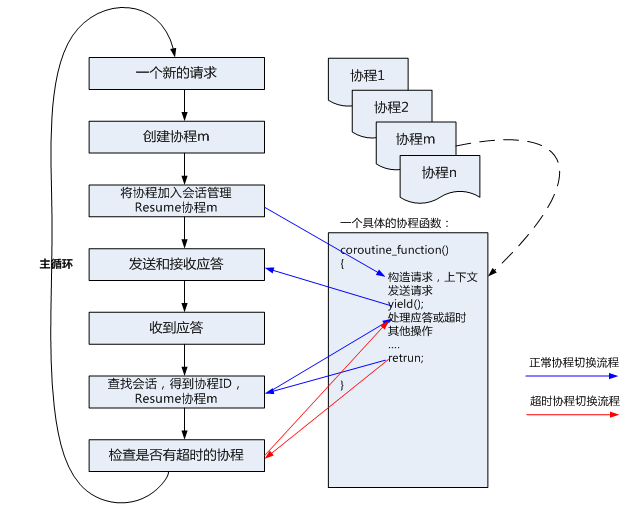 一个新的请求
创建协程m
将协程加入会话管理
Resume协程m
发送和接收应答
收到应答
查找会话，得到协程ID，
Resume协程m
检查是否有超时的协程
主循环
协程1
协程2
协程m
协程n
一个具体的协程函数：
coroutine_function()
{
构造请求，上下文
发送请求
yield();
处理应答或超时
其他操作
....
retrun;
}
正常协程切换流程
超时协程切换流程